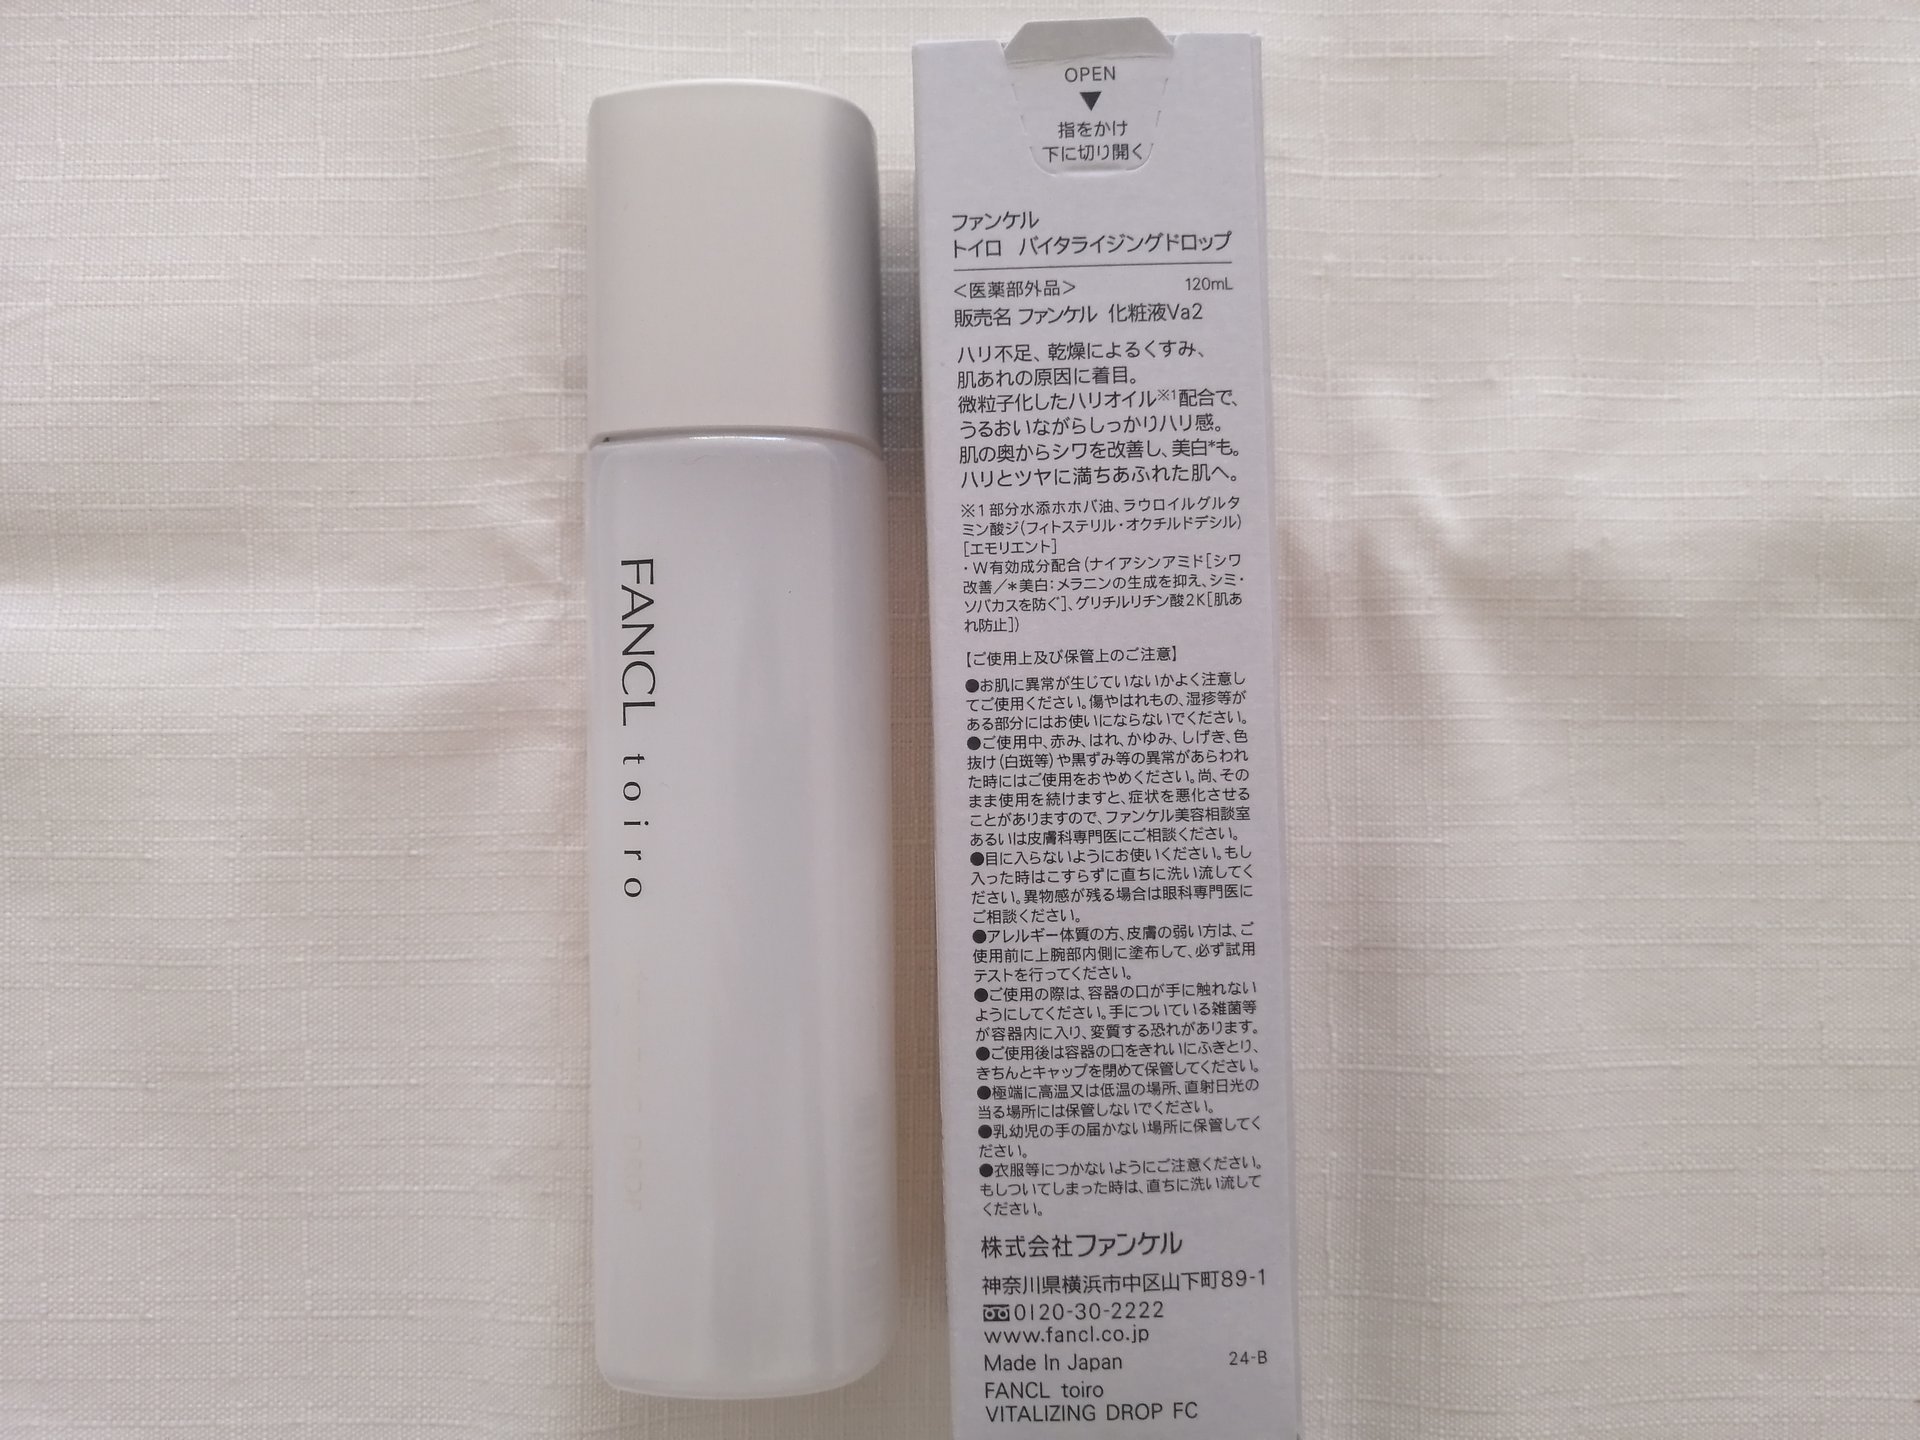 FANCL toiro
OPEN
▼
指をかけ
下に切り開く
ファンケル
トイロ バイタライジングドロップ
＜医薬部外品＞ 120mL
販売名 ファンケル 化粧液Va2
ハリ不足、乾燥によるくすみ、
肌あれの原因に着目。
微粒子化したハリオイル※1配合で、
うるおいながらしっかりハリ感。
肌の奥からシワを改善し、美白*も。
ハリとツヤに満ちあふれた肌へ。
※1部分水添ホホバ油、ラウロイルグルタ
ミン酸ジ(フィトステリル・オクチルドデシル)
[エモリエント]
・W有効成分配合(ナイアシンアミド[シワ
改善／*美白:メラニンの生成を抑え、シミ・
ソバカスを防ぐ]、グリチルリチン酸2K[肌あ
れ防止])
【ご使用上及び保管上のご注意】
●お肌に異常が生じていないかよく注意し
てご使用ください。傷やはれもの、湿疹等が
ある部分にはお使いにならないでください。
●ご使用中、赤み、はれ、かゆみ、しげき、色
抜け(白斑等)や黒ずみ等の異常があらわれ
た時にはご使用をおやめください。尚、その
まま使用を続けますと、症状を悪化させる
ことがありますので、ファンケル美容相談室
あるいは皮膚科専門医にご相談ください。
●目に入らないようにお使いください。もし
入った時はこすらずに直ちに洗い流してく
ださい。異物感が残る場合は眼科専門医に
ご相談ください。
●アレルギー体質の方、皮膚の弱い方は、ご
使用前に上腕部内側に塗布して、必ず試用
テストを行ってください。
●ご使用の際は、容器の口が手に触れない
ようにしてください。手についている雑菌等
が容器内に入り、変質する恐れがあります。
●ご使用後は容器の口をきれいにふきとり、
きちんとキャップを閉めて保管してください。
●極端に高温又は低温の場所、直射日光の
当る場所には保管しないでください。
●乳幼児の手の届かない場所に保管してく
ださい。
●衣服等につかないようにご注意ください。
もしついてしまった時は、直ちに洗い流して
ください。
株式会社ファンケル
神奈川県横浜市中区山下町89-1
0120-30-2222
www.fancl.co.jp
Made In Japan 24-B
FANCL toiro
VITALIZING DROP FC